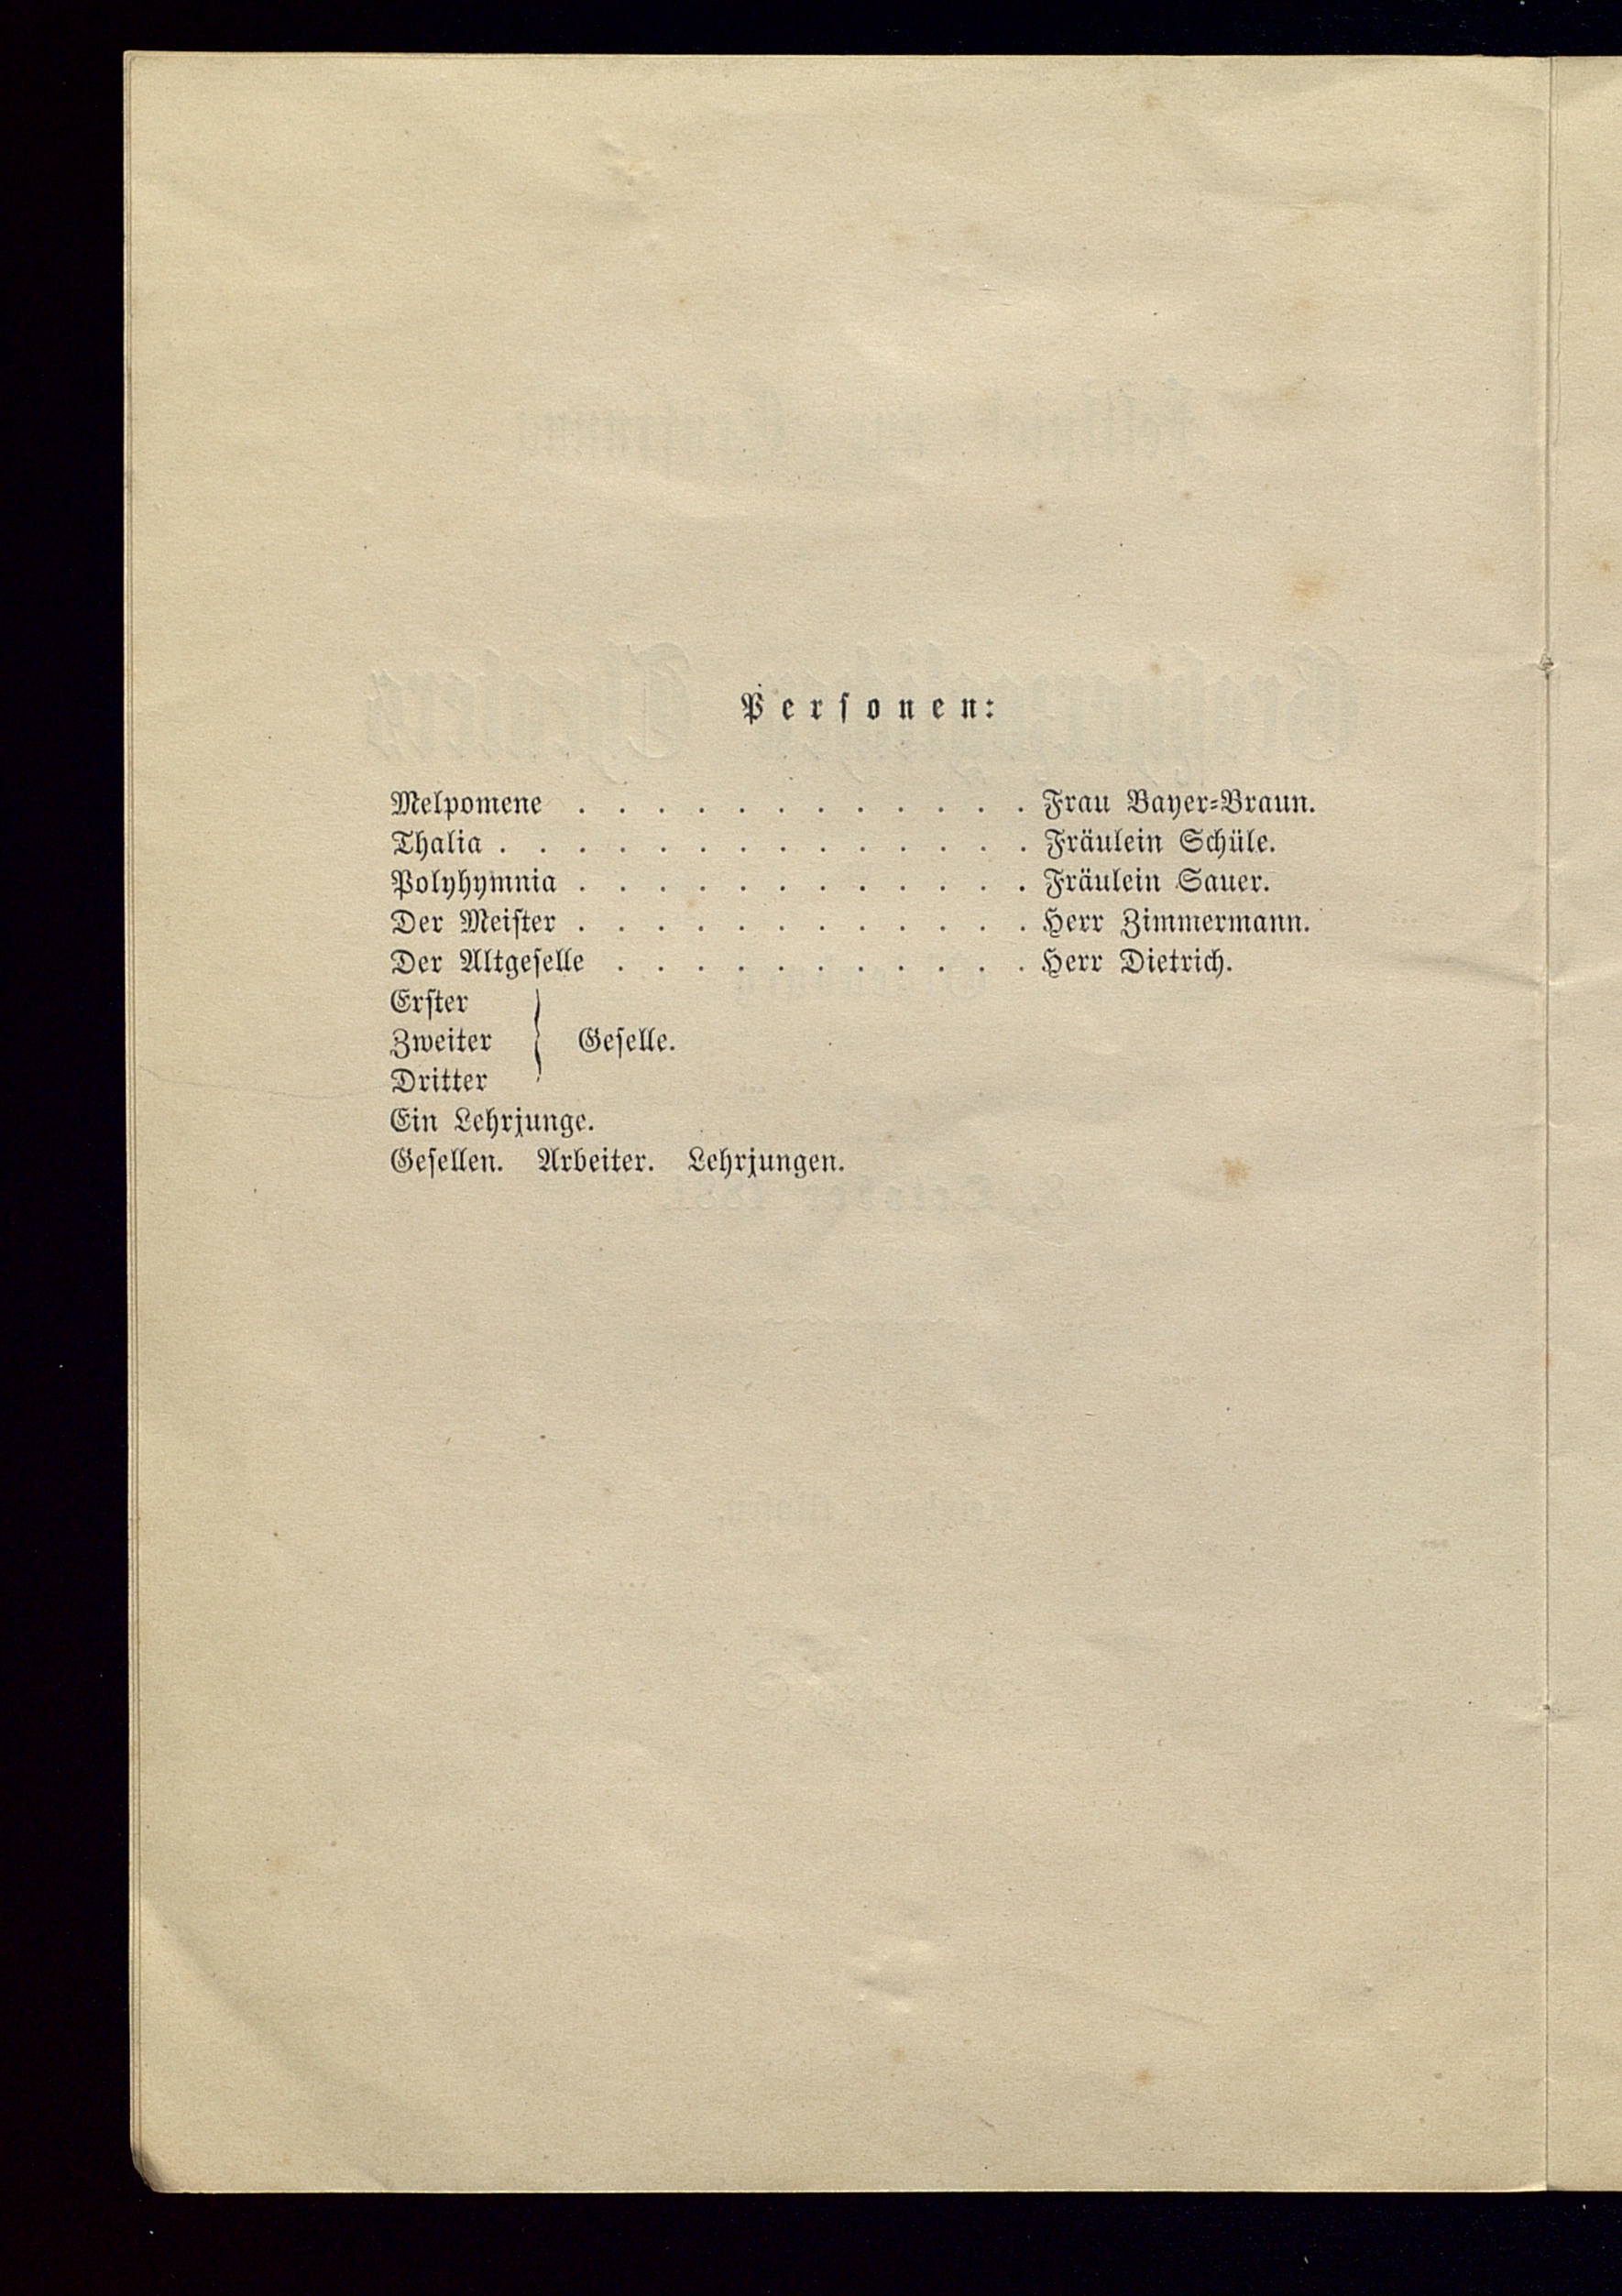 Personen:
Melpomene . . . . . . . . . . . . Frau Bayer-Braun.
Thalia . . . . . . . . . . . . . . Fräulein Schüle.
Polyhymnia . . . . . . . . . . . . Fräulein Sauer.
Der Meister . . . . . . . . . . . . Herr Zimmermann.
Der Altgeselle . . . . . . . . . . . Herr Dietrich.
Erster
Zweiter } Geselle.
Dritter
Ein Lehrjunge.
Gesellen. Arbeiter. Lehrjungen.